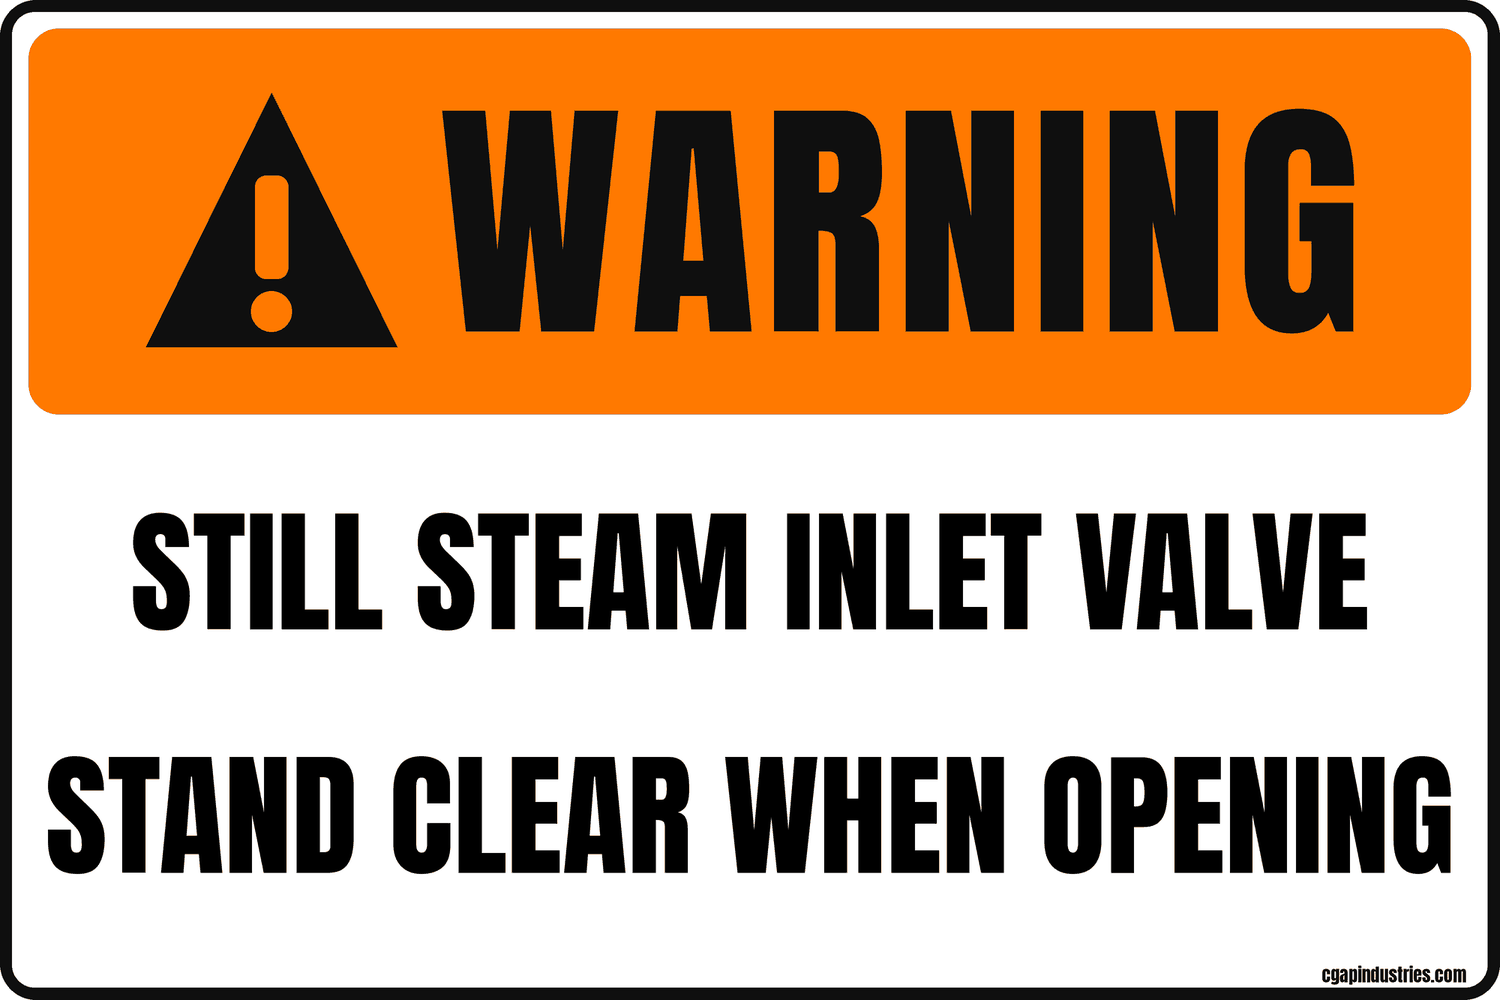 WARNING
STILL STEAM INLET VALVE
STAND CLEAR WHEN OPENING
cgapindustries.com